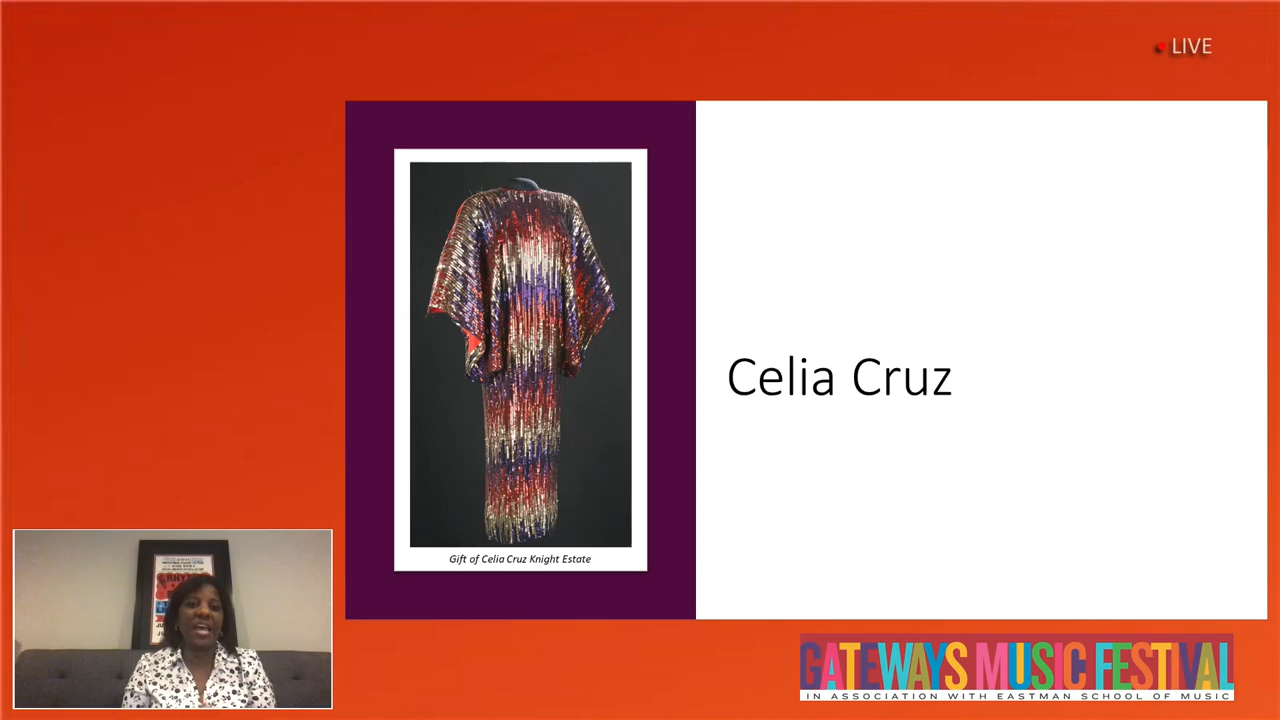 LIVE
Celia Cruz
Gift of Celia Cruz Knight Estate
GATEWAYS MUSIC FESTIVAL
IN ASSOCIATION WITH EASTMAN SCHOOL OF MUSIC